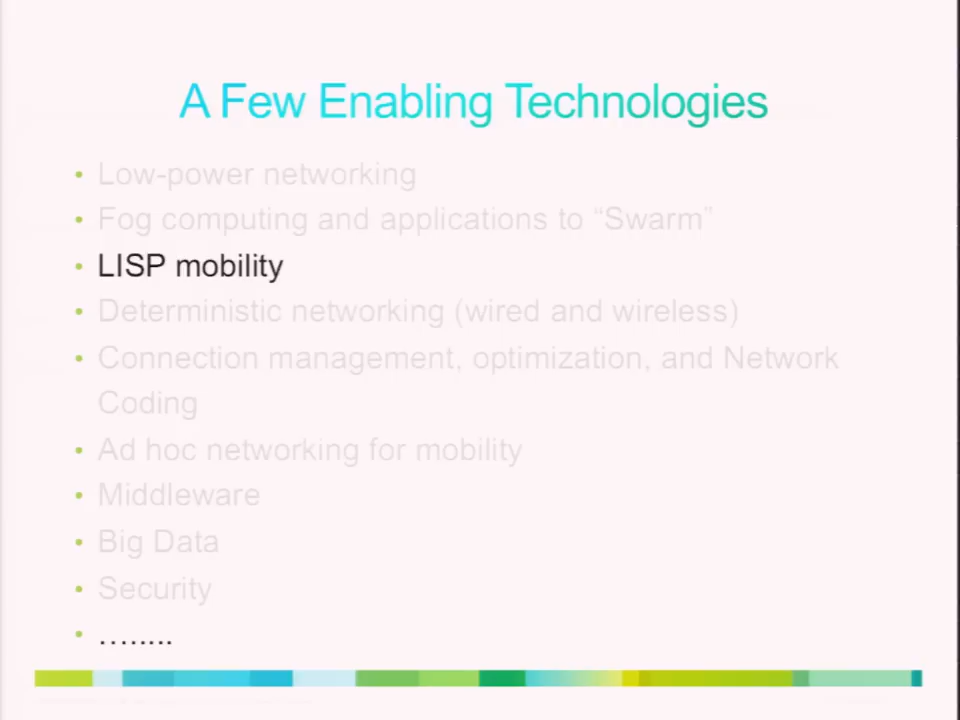 A Few Enabling Technologies
• Low-power networking
• Fog computing and applications to “Swarm”
• LISP mobility
• Deterministic networking (wired and wireless)
• Connection management, optimization, and Network
Coding
• Ad hoc networking for mobility
• Middleware
• Big Data
• Security
• ........